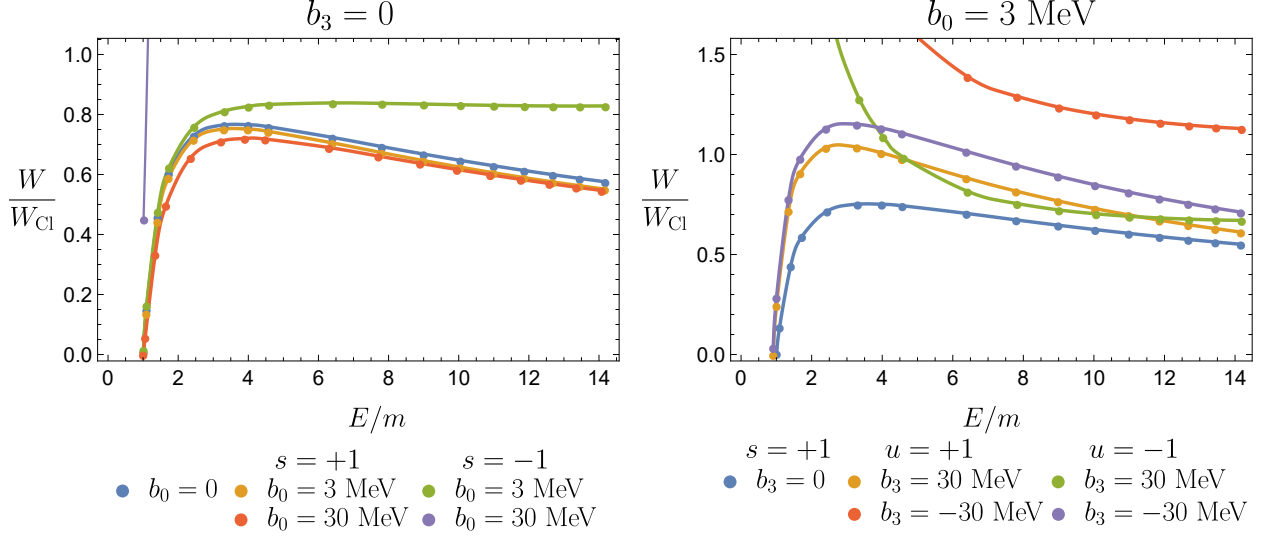 b₃ = 0
1.0
0.8
0.6
0.4
0.2
0.0
W
W_Cl
0 2 4 6 8 10 12 14
E/m
s = +1 s = −1
b₀ = 0 b₀ = 3 MeV b₀ = 3 MeV
b₀ = 30 MeV b₀ = 30 MeV
b₀ = 3 MeV
1.5
1.0
0.5
0.0
W
W_Cl
0 2 4 6 8 10 12 14
E/m
s = +1 u = +1 u = −1
b₃ = 0 b₃ = 30 MeV b₃ = 30 MeV
b₃ = −30 MeV b₃ = −30 MeV